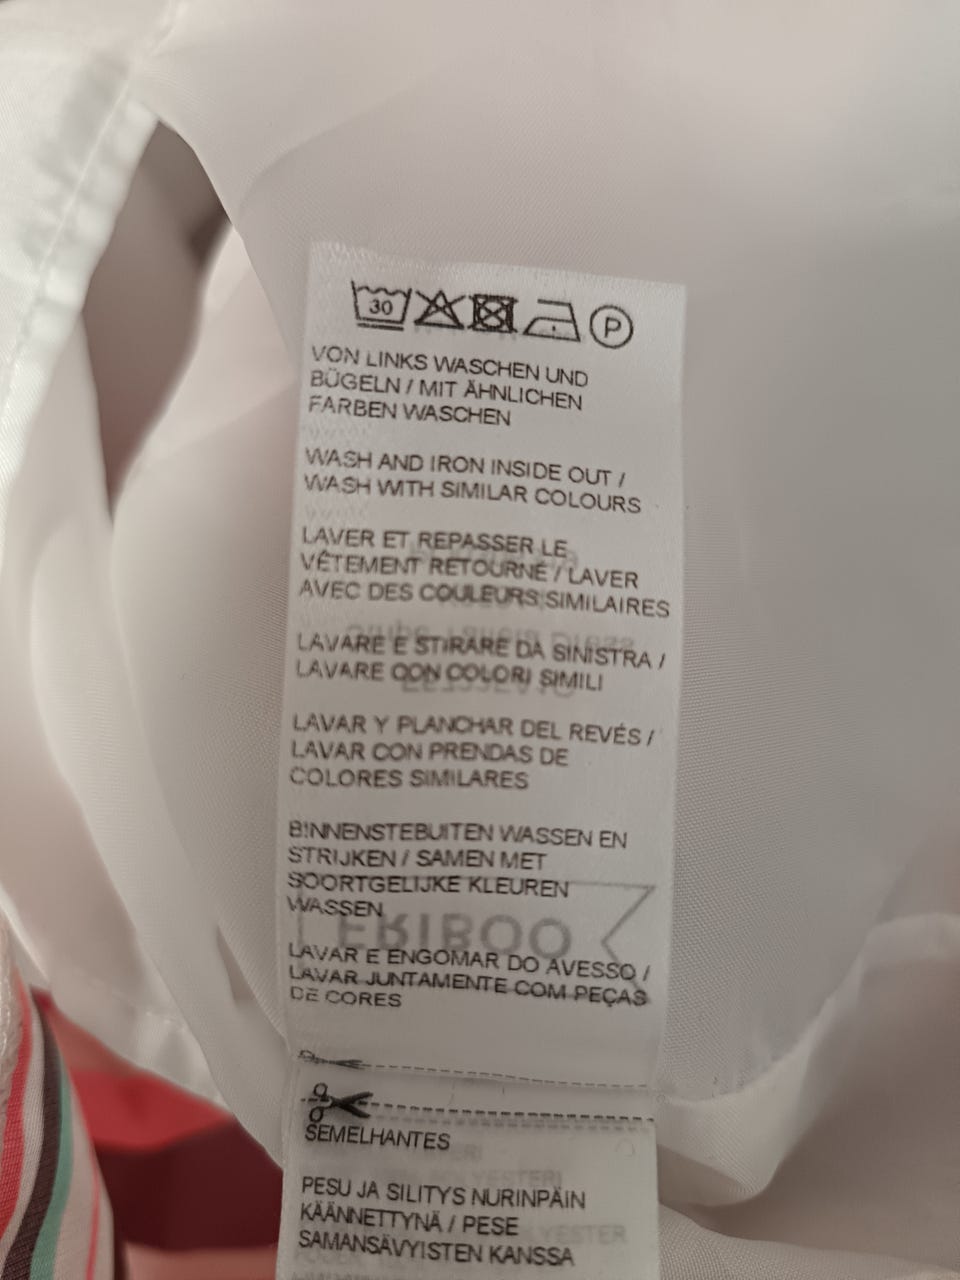 30 P
VON LINKS WASCHEN UND
BÜGELN / MIT ÄHNLICHEN
FARBEN WASCHEN
WASH AND IRON INSIDE OUT /
WASH WITH SIMILAR COLOURS
LAVER ET REPASSER LE
VÊTEMENT RETOURNÉ / LAVER
AVEC DES COULEURS SIMILAIRES
LAVARE E STIRARE DA SINISTRA /
LAVARE CON COLORI SIMILI
LAVAR Y PLANCHAR DEL REVÉS /
LAVAR CON PRENDAS DE
COLORES SIMILARES
BINNENSTEBUITEN WASSEN EN
STRIJKEN / SAMEN MET
SOORTGELIJKE KLEUREN
WASSEN
FRIBOO
LAVAR E ENGOMAR DO AVESSO /
LAVAR JUNTAMENTE COM PEÇAS
DE CORES
SEMELHANTES
PESU JA SILITYS NURINPÄIN
KÄÄNNETTYNÄ / PESE
SAMANSÄVYISTEN KANSSA